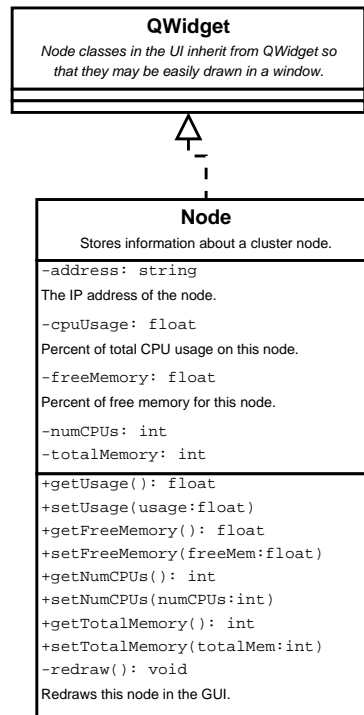 QWidget
Node classes in the UI inherit from QWidget so
that they may be easily drawn in a window.
Node
Stores information about a cluster node.
-address: string
The IP address of the node.
-cpuUsage: float
Percent of total CPU usage on this node.
-freeMemory: float
Percent of free memory for this node.
-numCPUs: int
-totalMemory: int
+getUsage(): float
+setUsage(usage:float)
+getFreeMemory(): float
+setFreeMemory(freeMem:float)
+getNumCPUs(): int
+setNumCPUs(numCPUs:int)
+getTotalMemory(): int
+setTotalMemory(totalMem:int)
-redraw(): void
Redraws this node in the GUI.